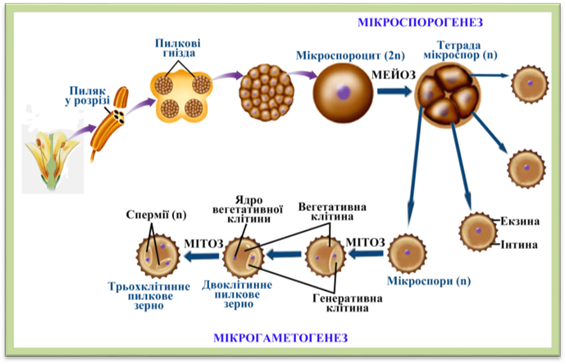 МІКРОСПОРОГЕНЕЗ
Пилкові
гнізда
Пиляк
у розрізі
Мікроспороцит (2n)
МЕЙОЗ
Тетрада
мікроспор (n)
Екзина
Інтина
Мікроспори (n)
МІТОЗ
Вегетативна
клітина
Генеративна
клітина
Ядро
вегетативної
клітини
Двоклітинне
пилкове
зерно
МІТОЗ
Спермії (n)
Трьохклітинне
пилкове
зерно
МІКРОГАМЕТОГЕНЕЗ